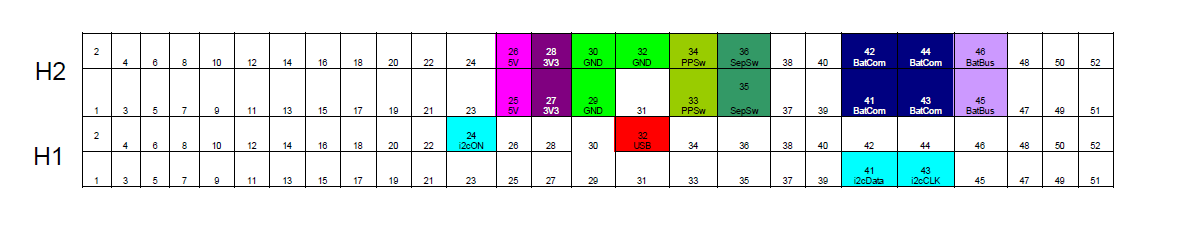 H2
2 4 6 8 10 12 14 16 18 20 22 24 26 5V 28 3V3 30 GND 32 GND 34 PPSw 36 SepSw 38 40 42 BatCom 44 BatCom 46 BatBus 48 50 52
1 3 5 7 9 11 13 15 17 19 21 23 25 5V 27 3V3 29 GND 31 33 PPSw 35 SepSw 37 39 41 BatCom 43 BatCom 45 BatBus 47 49 51
H1
2 4 6 8 10 12 14 16 18 20 22 24 i2cON 26 28 30 32 USB 34 36 38 40 42 44 46 48 50 52
1 3 5 7 9 11 13 15 17 19 21 23 25 27 29 31 33 35 37 39 41 i2cData 43 i2cCLK 45 47 49 51